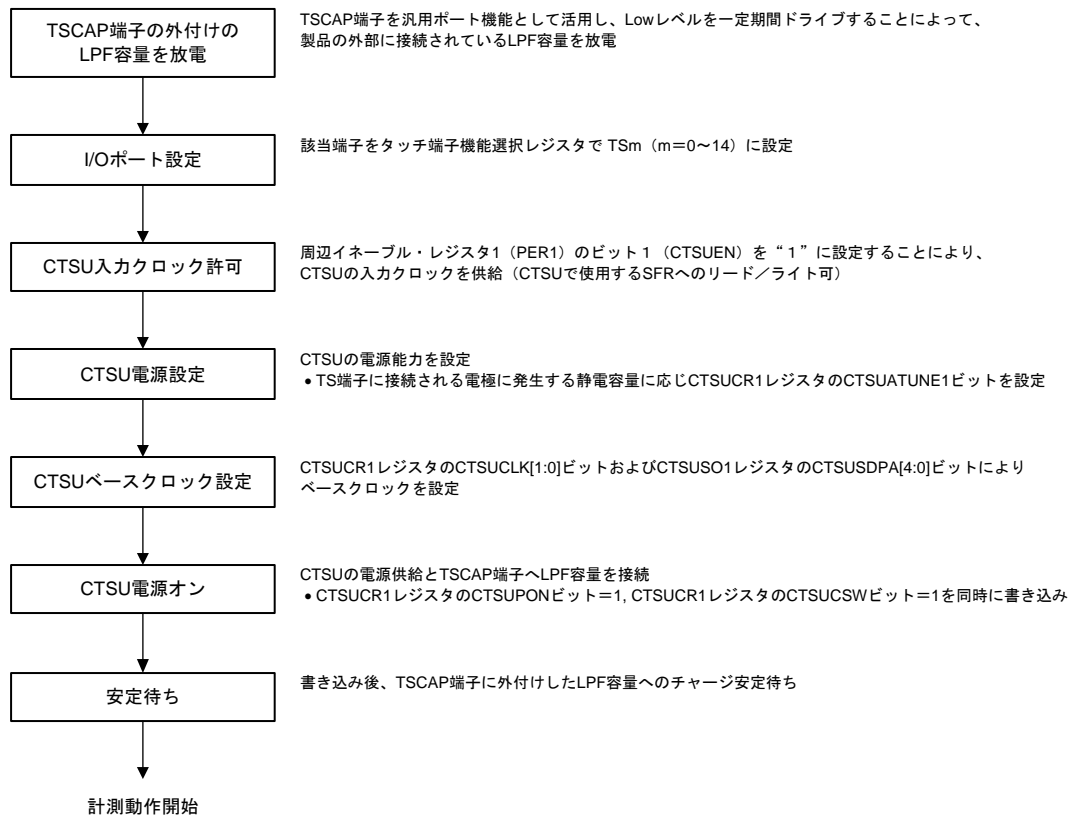 TSCAP端子の外付けの
LPF容量を放電
TSCAP端子を汎用ポート機能として活用し、Lowレベルを一定期間ドライブすることによって、
製品の外部に接続されているLPF容量を放電
I/Oポート設定
該当端子をタッチ端子機能選択レジスタで TSm（m＝0～14）に設定
CTSU入力クロック許可
周辺イネーブル・レジスタ1（PER1）のビット１（CTSUEN）を“１”に設定することにより、
CTSUの入力クロックを供給（CTSUで使用するSFRへのリード／ライト可）
CTSU電源設定
CTSUの電源能力を設定
• TS端子に接続される電極に発生する静電容量に応じCTSUCR1レジスタのCTSUATUNE1ビットを設定
CTSUベースクロック設定
CTSUCR1レジスタのCTSUCLK[1:0]ビットおよびCTSUSO1レジスタのCTSUSDPA[4:0]ビットにより
ベースクロックを設定
CTSU電源オン
CTSUの電源供給とTSCAP端子へLPF容量を接続
• CTSUCR1レジスタのCTSUPONビット＝1, CTSUCR1レジスタのCTSUCSWビット＝1を同時に書き込み
安定待ち
書き込み後、TSCAP端子に外付けしたLPF容量へのチャージ安定待ち
計測動作開始